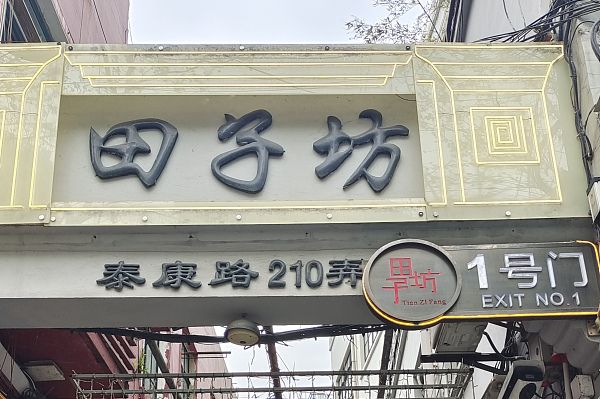 田子坊
泰康路210弄
田子坊
Tian Zi Fang
1号门
EXIT NO.1